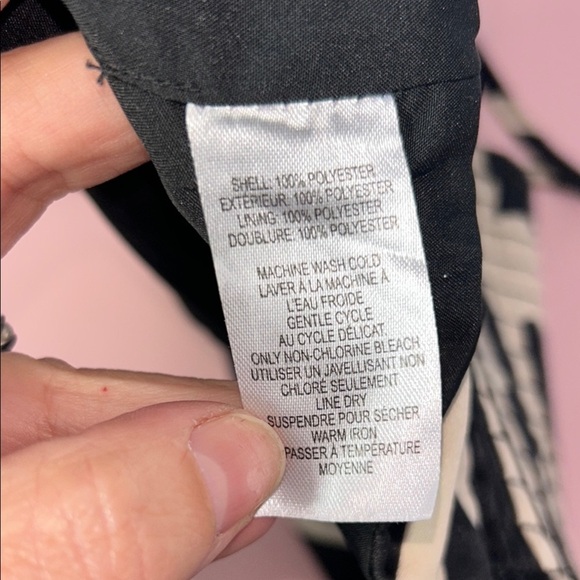 SHELL: 100% POLYESTER
EXTÉRIEUR: 100% POLYESTER
LINING: 100% POLYESTER
DOUBLURE: 100% POLYESTER
MACHINE WASH COLD
LAVER À LA MACHINE À
L'EAU FROIDE
GENTLE CYCLE
AU CYCLE DÉLICAT
ONLY NON-CHLORINE BLEACH
UTILISER UN JAVELLISANT NON
CHLORÉ SEULEMENT
LINE DRY
SUSPENDRE POUR SÉCHER
WARM IRON
PASSER À TEMPÉRATURE
MOYENNE